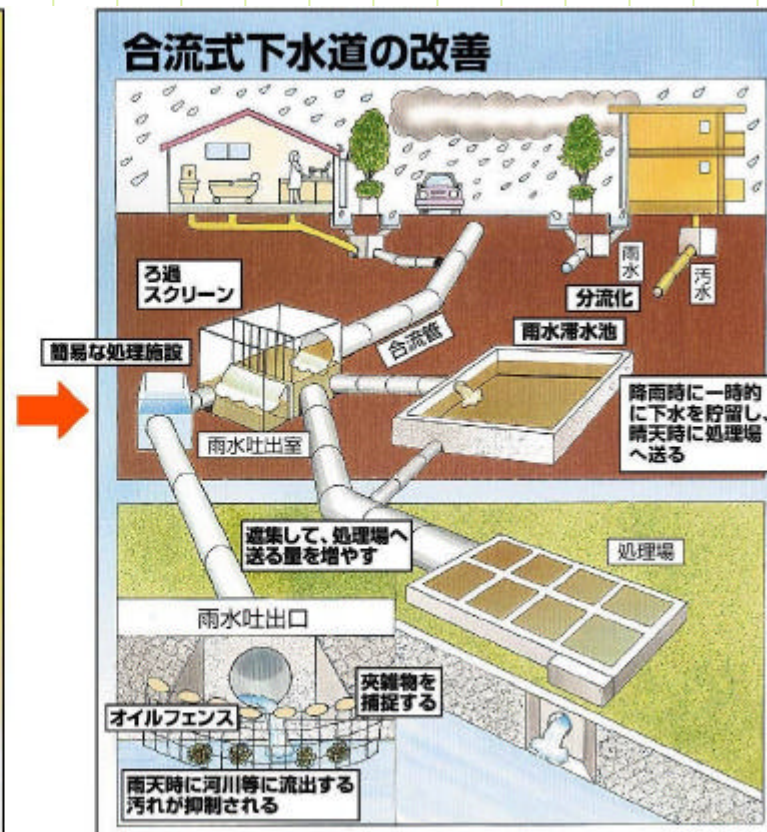 合流式下水道の改善
ろ過
スクリーン
雨水
汚水
分流化
合流管
雨水滞水池
簡易な処理施設
雨水吐出室
降雨時に一時的
に下水を貯留し、
晴天時に処理場
へ送る
遮集して、処理場へ
送る量を増やす
処理場
雨水吐出口
オイルフェンス
夾雑物を
捕捉する
雨天時に河川等に流出する
汚れが抑制される